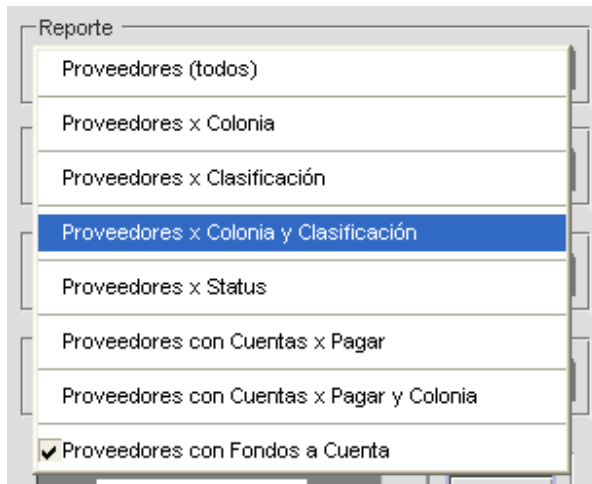 Reporte
Proveedores (todos)
Proveedores x Colonia
Proveedores x Clasificación
Proveedores x Colonia y Clasificación
Proveedores x Status
Proveedores con Cuentas x Pagar
Proveedores con Cuentas x Pagar y Colonia
Proveedores con Fondos a Cuenta